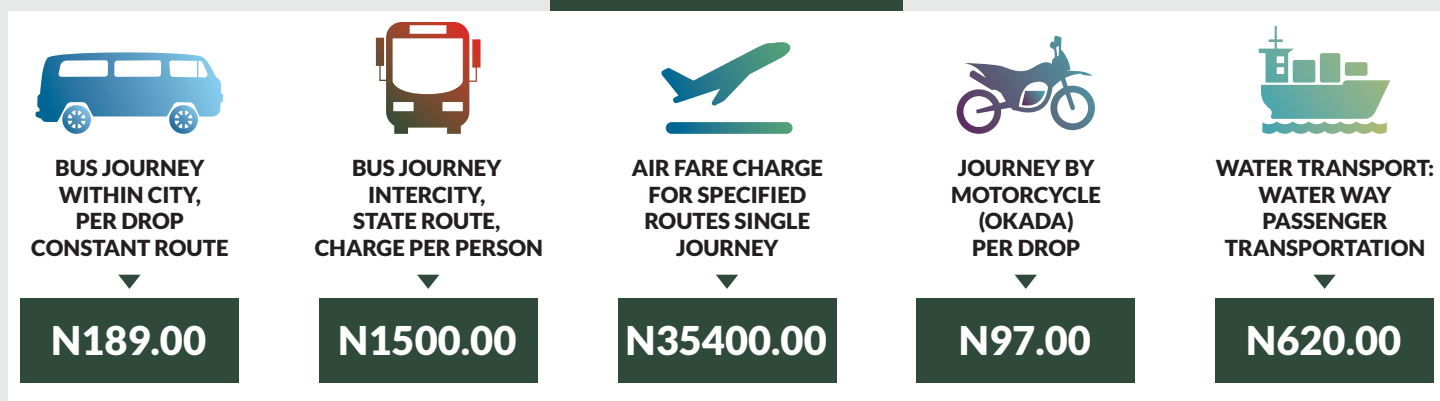 BUS JOURNEY
WITHIN CITY,
PER DROP
CONSTANT ROUTE
N189.00
BUS JOURNEY
INTERCITY,
STATE ROUTE,
CHARGE PER PERSON
N1500.00
AIR FARE CHARGE
FOR SPECIFIED
ROUTES SINGLE
JOURNEY
N35400.00
JOURNEY BY
MOTORCYCLE
(OKADA)
PER DROP
N97.00
WATER TRANSPORT:
WATER WAY
PASSENGER
TRANSPORTATION
N620.00